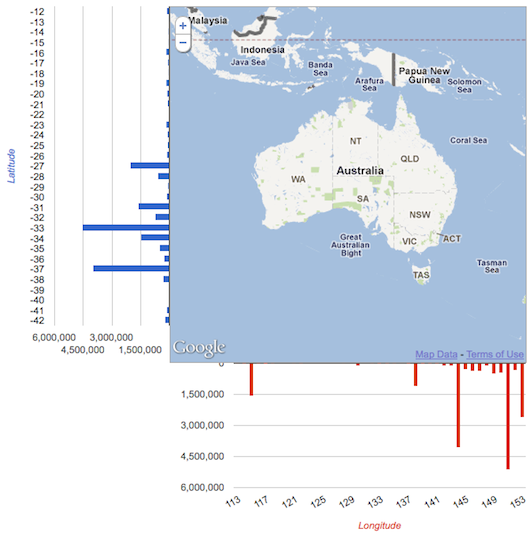 -12
-13
-14
-15
-16
-17
-18
-19
-20
-21
-22
-23
-24
-25
-26
-27
-28
-29
-30
-31
-32
-33
-34
-35
-36
-37
-38
-39
-40
-41
-42
Latitude
6,000,000 3,000,000
4,500,000 1,500,000
+
−
Malaysia
Indonesia
Java Sea
Banda
Sea
Arafura
Sea
Papua New
Guinea
Solomon
Sea
Coral Sea
NT
QLD
WA
Australia
SA
NSW
VIC
ACT
TAS
Great
Australian
Bight
Tasman
Sea
Google
Map Data - Terms of Use
0
1,500,000
3,000,000
4,500,000
6,000,000
113 117 121 125 129 133 137 141 145 149 153
Longitude